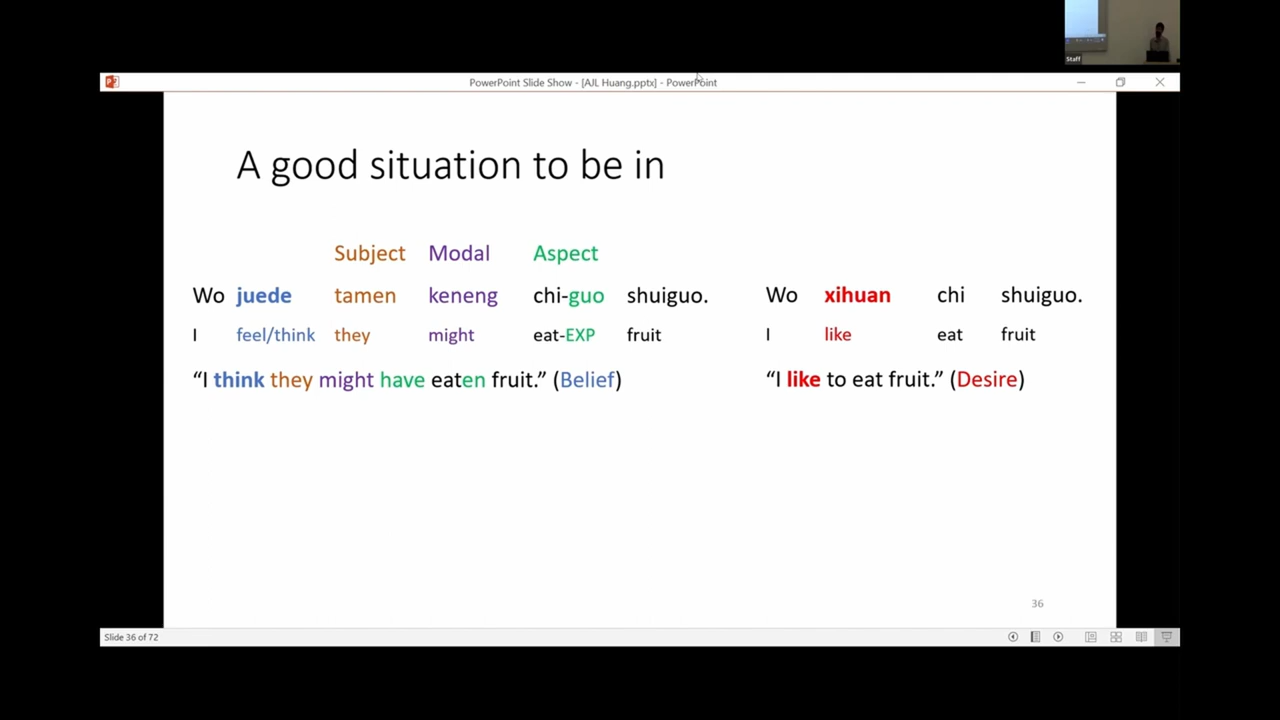 Staff
PowerPoint Slide Show - [AJL Huang.pptx] - PowerPoint
A good situation to be in
Subject Modal Aspect
Wo juede tamen keneng chi-guo shuiguo.
I feel/think they might eat-EXP fruit
“I think they might have eaten fruit.” (Belief)
Wo xihuan chi shuiguo.
I like eat fruit
“I like to eat fruit.” (Desire)
36
Slide 36 of 72